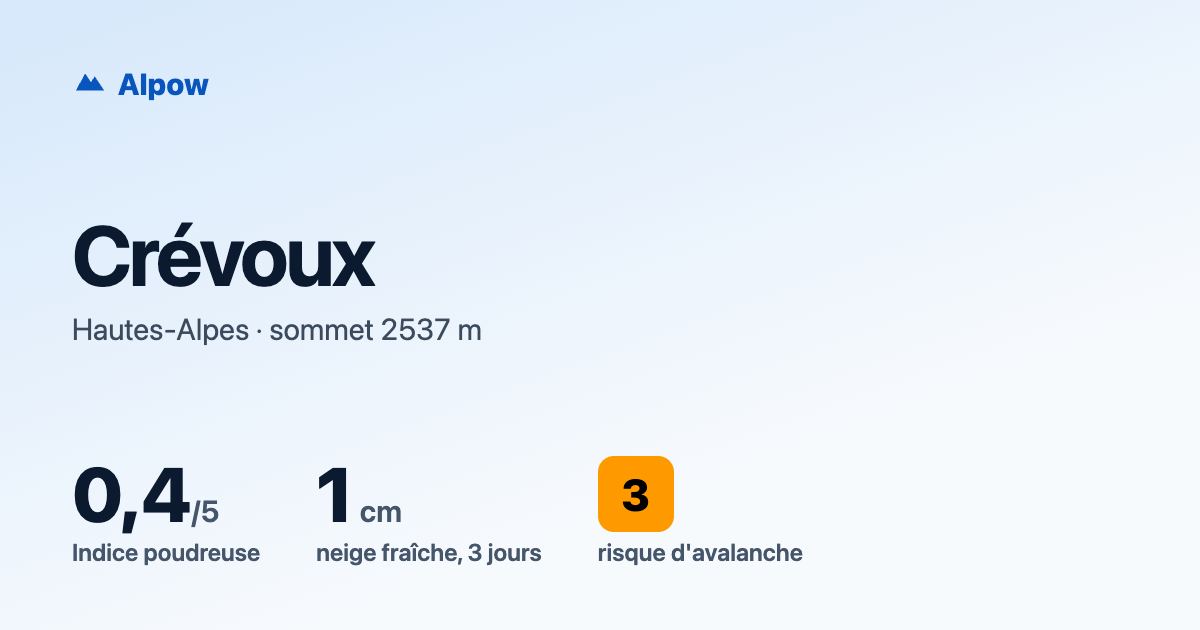 Alpow
Crévoux
Hautes-Alpes · sommet 2537 m
0,4/5
Indice poudreuse
1 cm
neige fraîche, 3 jours
3
risque d'avalanche